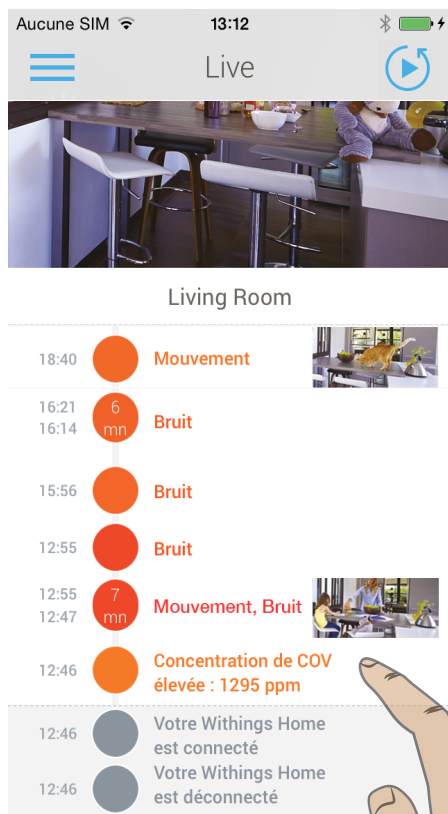 Aucune SIM 13:12
Live
Living Room
18:40 Mouvement
16:21
16:14
6
mn
Bruit
15:56 Bruit
12:55 Bruit
12:55
12:47
7
mn
Mouvement, Bruit
12:46
Concentration de COV
élevée : 1295 ppm
12:46
Votre Withings Home
est connecté
12:46
Votre Withings Home
est déconnecté